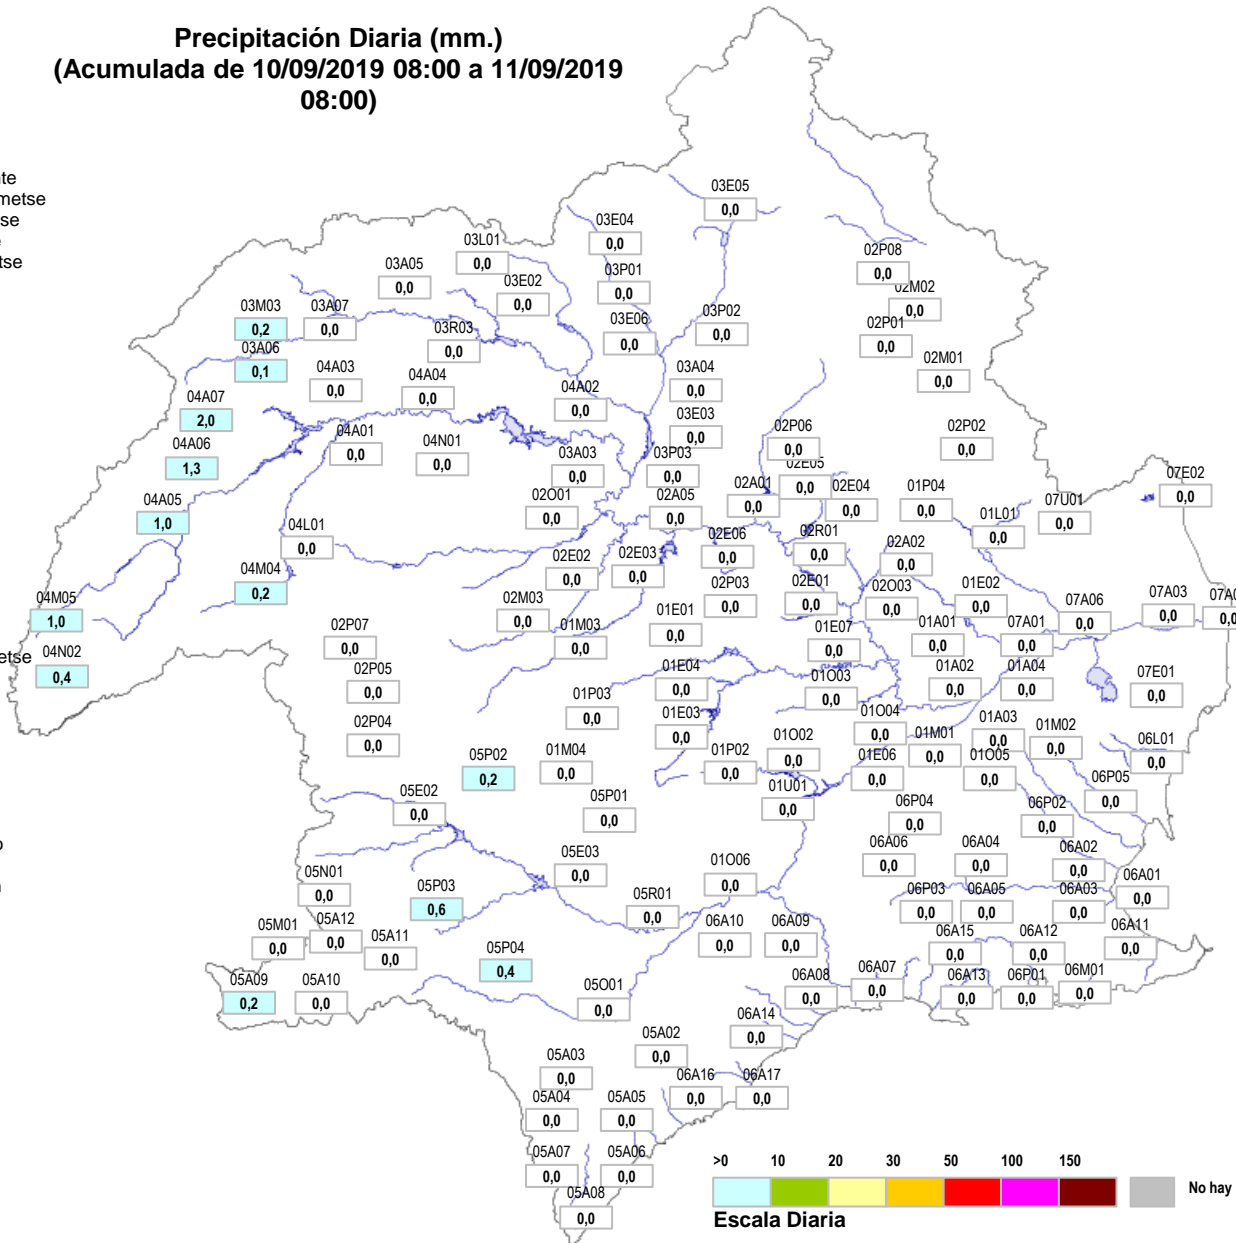 Precipitación Diaria (mm.)
(Acumulada de 10/09/2019 08:00 a 11/09/2019
08:00)
te
metse
se
e
tse
03E05
0,0
03E04
0,0
03L01
0,0
02P08
0,0
03A05
0,0
03E02
0,0
03P01
0,0
02M02
0,0
03M03
0,2
03A07
0,0
03R03
0,0
03E06
0,0
03P02
0,0
02P01
0,0
03A06
0,1
04A03
0,0
04A04
0,0
04A02
0,0
03A04
0,0
02M01
0,0
04A07
2,0
03E03
0,0
04A06
1,3
04A01
0,0
04N01
0,0
03A03
0,0
03P03
0,0
02P06
0,0
02P02
0,0
02E05
0,0
07E02
0,0
04A05
1,0
02O01
0,0
02A05
0,0
02A01
0,0
02E04
0,0
01P04
0,0
01L01
0,0
07U01
0,0
04L01
0,0
02E02
0,0
02E03
0,0
02E06
0,0
02R01
0,0
02A02
0,0
04M04
0,2
02P03
0,0
02E01
0,0
02O03
0,0
01E02
0,0
04M05
1,0
02M03
0,0
01E01
0,0
07A06
0,0
07A03
0,0
07A0
0,0
02P07
0,0
01M03
0,0
01E07
0,0
01A01
0,0
07A01
0,0
etse
04N02
0,4
02P05
0,0
01E04
0,0
01O03
0,0
01A02
0,0
01A04
0,0
07E01
0,0
02P04
0,0
01P03
0,0
01E03
0,0
01O04
0,0
01A03
0,0
01M02
0,0
05P02
0,2
01M04
0,0
01P02
0,0
01O02
0,0
01M01
0,0
01E06
0,0
01O05
0,0
06L01
0,0
05E02
0,0
05P01
0,0
01U01
0,0
06P04
0,0
06P02
0,0
06P05
0,0
o
05E03
0,0
01O06
0,0
06A06
0,0
06A04
0,0
06A02
0,0
n
05N01
0,0
05P03
0,6
05R01
0,0
06P03
0,0
06A05
0,0
06A03
0,0
06A01
0,0
05M01
0,0
05A12
0,0
05A11
0,0
05P04
0,4
06A10
0,0
06A09
0,0
06A15
0,0
06A12
0,0
06A11
0,0
05A09
0,2
05A10
0,0
05O01
0,0
06A08
0,0
06A07
0,0
06A13
0,0
06P01
0,0
06M01
0,0
06A14
0,0
05A02
0,0
05A03
0,0
06A16
0,0
06A17
0,0
05A04
0,0
05A05
0,0
05A07
0,0
05A06
0,0
05A08
0,0
>0 10 20 30 50 100 150
No hay
Escala Diaria